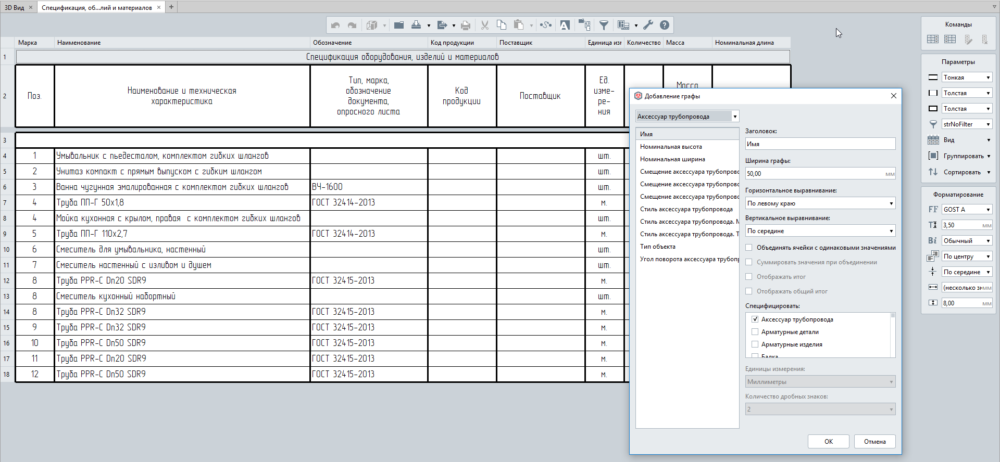 3D Вид
Спецификация, об...лий и материалов
Марка
Наименование
Обозначение
Код продукции
Поставщик
Единица из
Количество
Масса
Номинальная длина
1
Спецификация оборудования, изделий и материалов
2
Поз.
Наименование и техническая
характеристика
Тип, марка,
обозначение
документа,
опросного листа
Код
продукции
Поставщик
Ед.
изме-
ре-
ния
Масса
3
4 1 Умывальник с пьедесталом, комплектом гибких шлангов шт.
5 2 Унитаз компакт с прямым выпуском с гибким шлангом шт.
6 3 Ванна чугунная эмалированная с комплектом гибких шлангов ВЧ-1600 шт.
7 4 Труба ПП-Г 50х1,8 ГОСТ 32414-2013 м.
8 4 Мойка кухонная с крылом, правая с комплектом гибких шлангов шт.
9 5 Труба ПП-Г 110х2,7 ГОСТ 32414-2013 м.
10 6 Смеситель для умывальника, настенный шт.
11 7 Смеситель настенный с изливом и душем шт.
12 8 Труба PPR-C Dn20 SDR9 ГОСТ 32415-2013 м.
13 8 Смеситель кухонный набортный шт.
14 8 Труба PPR-C Dn32 SDR9 ГОСТ 32415-2013 м.
15 9 Труба PPR-C Dn32 SDR9 ГОСТ 32415-2013 м.
16 10 Труба PPR-C Dn50 SDR9 ГОСТ 32415-2013 м.
17 11 Труба PPR-C Dn20 SDR9 ГОСТ 32415-2013 м.
18 12 Труба PPR-C Dn50 SDR9 ГОСТ 32415-2013 м.
Добавление графы
Аксессуар трубопровода
Имя
Номинальная высота
Номинальная ширина
Смещение аксессуара трубопрово
Смещение аксессуара трубопрово
Смещение аксессуара трубопрово
Стиль аксессуара трубопровода
Стиль аксессуара трубопровода. М
Стиль аксессуара трубопровода. Т
Тип объекта
Угол поворота аксессуара трубопр
Заголовок:
Имя
Ширина графы:
50,00 мм
Горизонтальное выравнивание:
По левому краю
Вертикальное выравнивание:
По середине
Объединять ячейки с одинаковыми значениями
Суммировать значения при объединении
Отображать итог
Отображать общий итог
Специфицировать:
Аксессуар трубопровода
Арматурные детали
Арматурные изделия
Балка
Единицы измерения:
Миллиметры
Количество дробных знаков:
2
OK
Отмена
Команды
Параметры
Тонкая
Толстая
Толстая
strNoFilter
Вид
Группировать
Сортировать
Форматирование
FF GOST A
T 3,50 мм
Bi Обычный
По центру
По середине
(несколько зн мм
8,00 мм